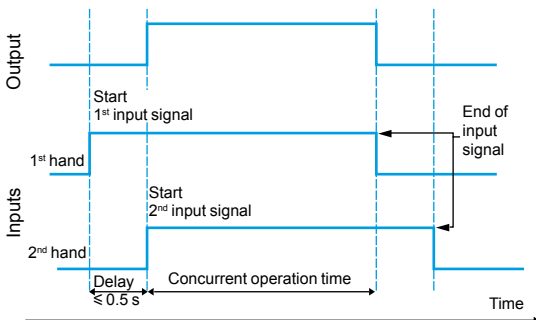 Output
Start
1st input signal
End of
input
signal
1st hand
Inputs
Start
2nd input signal
2nd hand
Delay
⩽ 0.5 s
Concurrent operation time
Time